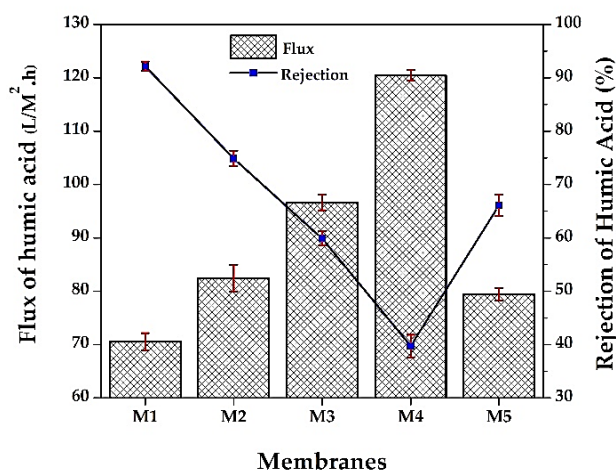 Flux
Rejection
Flux of humic acid (L/M².h)
130
120
110
100
90
80
70
60
Rejection of Humic Acid (%)
100
90
80
70
60
50
40
30
M1 M2 M3 M4 M5
Membranes